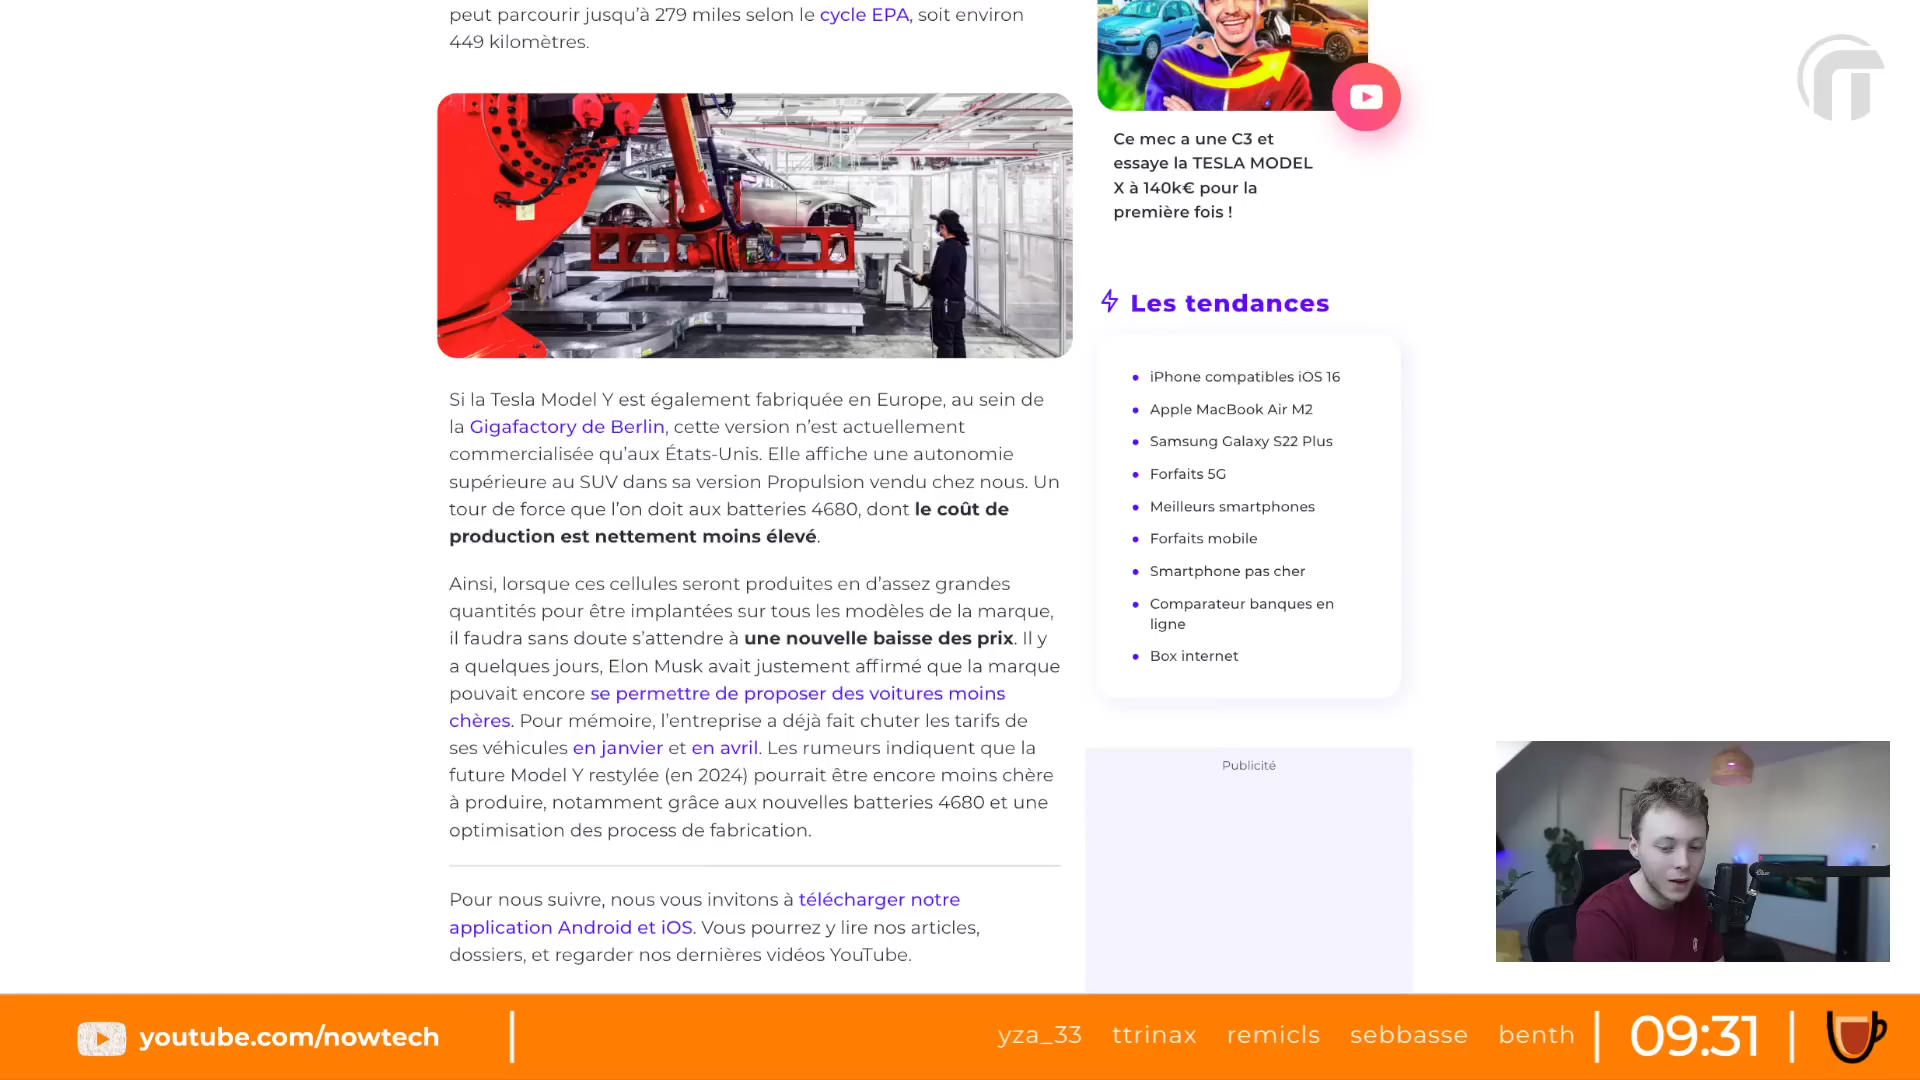 peut parcourir jusqu'à 279 miles selon le cycle EPA, soit environ
449 kilomètres.
Si la Tesla Model Y est également fabriquée en Europe, au sein de
la Gigafactory de Berlin, cette version n'est actuellement
commercialisée qu'aux États-Unis. Elle affiche une autonomie
supérieure au SUV dans sa version Propulsion vendu chez nous. Un
tour de force que l'on doit aux batteries 4680, dont le coût de
production est nettement moins élevé.
Ainsi, lorsque ces cellules seront produites en d'assez grandes
quantités pour être implantées sur tous les modèles de la marque,
il faudra sans doute s'attendre à une nouvelle baisse des prix. Il y
a quelques jours, Elon Musk avait justement affirmé que la marque
pouvait encore se permettre de proposer des voitures moins
chères. Pour mémoire, l'entreprise a déjà fait chuter les tarifs de
ses véhicules en janvier et en avril. Les rumeurs indiquent que la
future Model Y restylée (en 2024) pourrait être encore moins chère
à produire, notamment grâce aux nouvelles batteries 4680 et une
optimisation des process de fabrication.
Pour nous suivre, nous vous invitons à télécharger notre
application Android et iOS. Vous pourrez y lire nos articles,
dossiers, et regarder nos dernières vidéos YouTube.
Ce mec a une C3 et
essaye la TESLA MODEL
X à 140k€ pour la
première fois !
Les tendances
• iPhone compatibles iOS 16
• Apple MacBook Air M2
• Samsung Galaxy S22 Plus
• Forfaits 5G
• Meilleurs smartphones
• Forfaits mobile
• Smartphone pas cher
• Comparateur banques en
ligne
• Box internet
Publicité
youtube.com/nowtech
yza_33 ttrinax remicls sebbasse benth
09:31